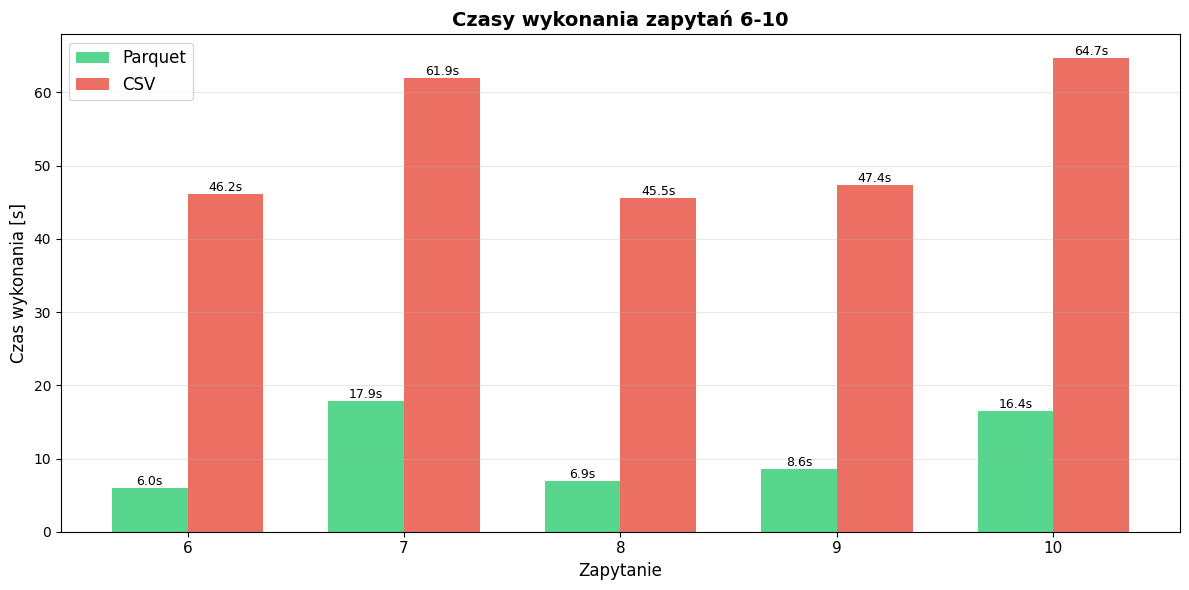 Czasy wykonania zapytań 6-10
Parquet
CSV
Czas wykonania [s]
60
50
40
30
20
10
0
6.0s
46.2s
17.9s
61.9s
6.9s
45.5s
8.6s
47.4s
16.4s
64.7s
6
7
8
9
10
Zapytanie